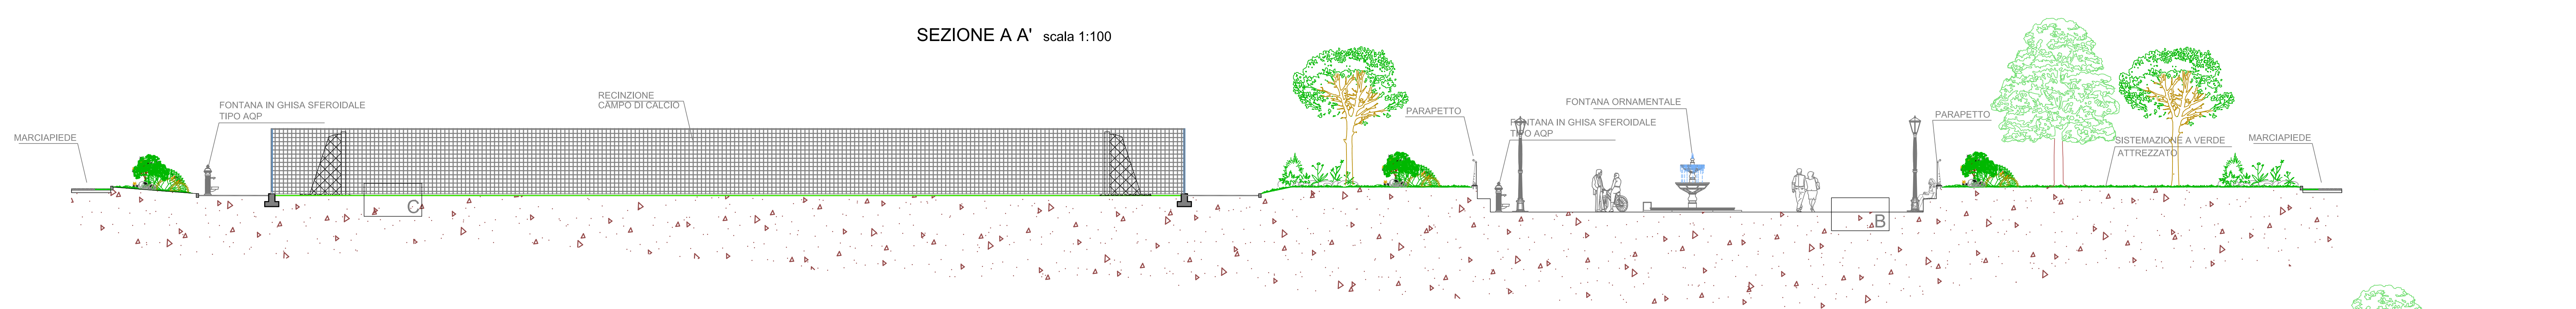 SEZIONE A A' scala 1:100
MARCIAPIEDE
FONTANA IN GHISA SFEROIDALE
TIPO AQP
RECINZIONE
CAMPO DI CALCIO
C
PARAPETTO
FONTANA ORNAMENTALE
FONTANA IN GHISA SFEROIDALE
TIPO AQP
B
PARAPETTO
SISTEMAZIONE A VERDE
ATTREZZATO
MARCIAPIEDE